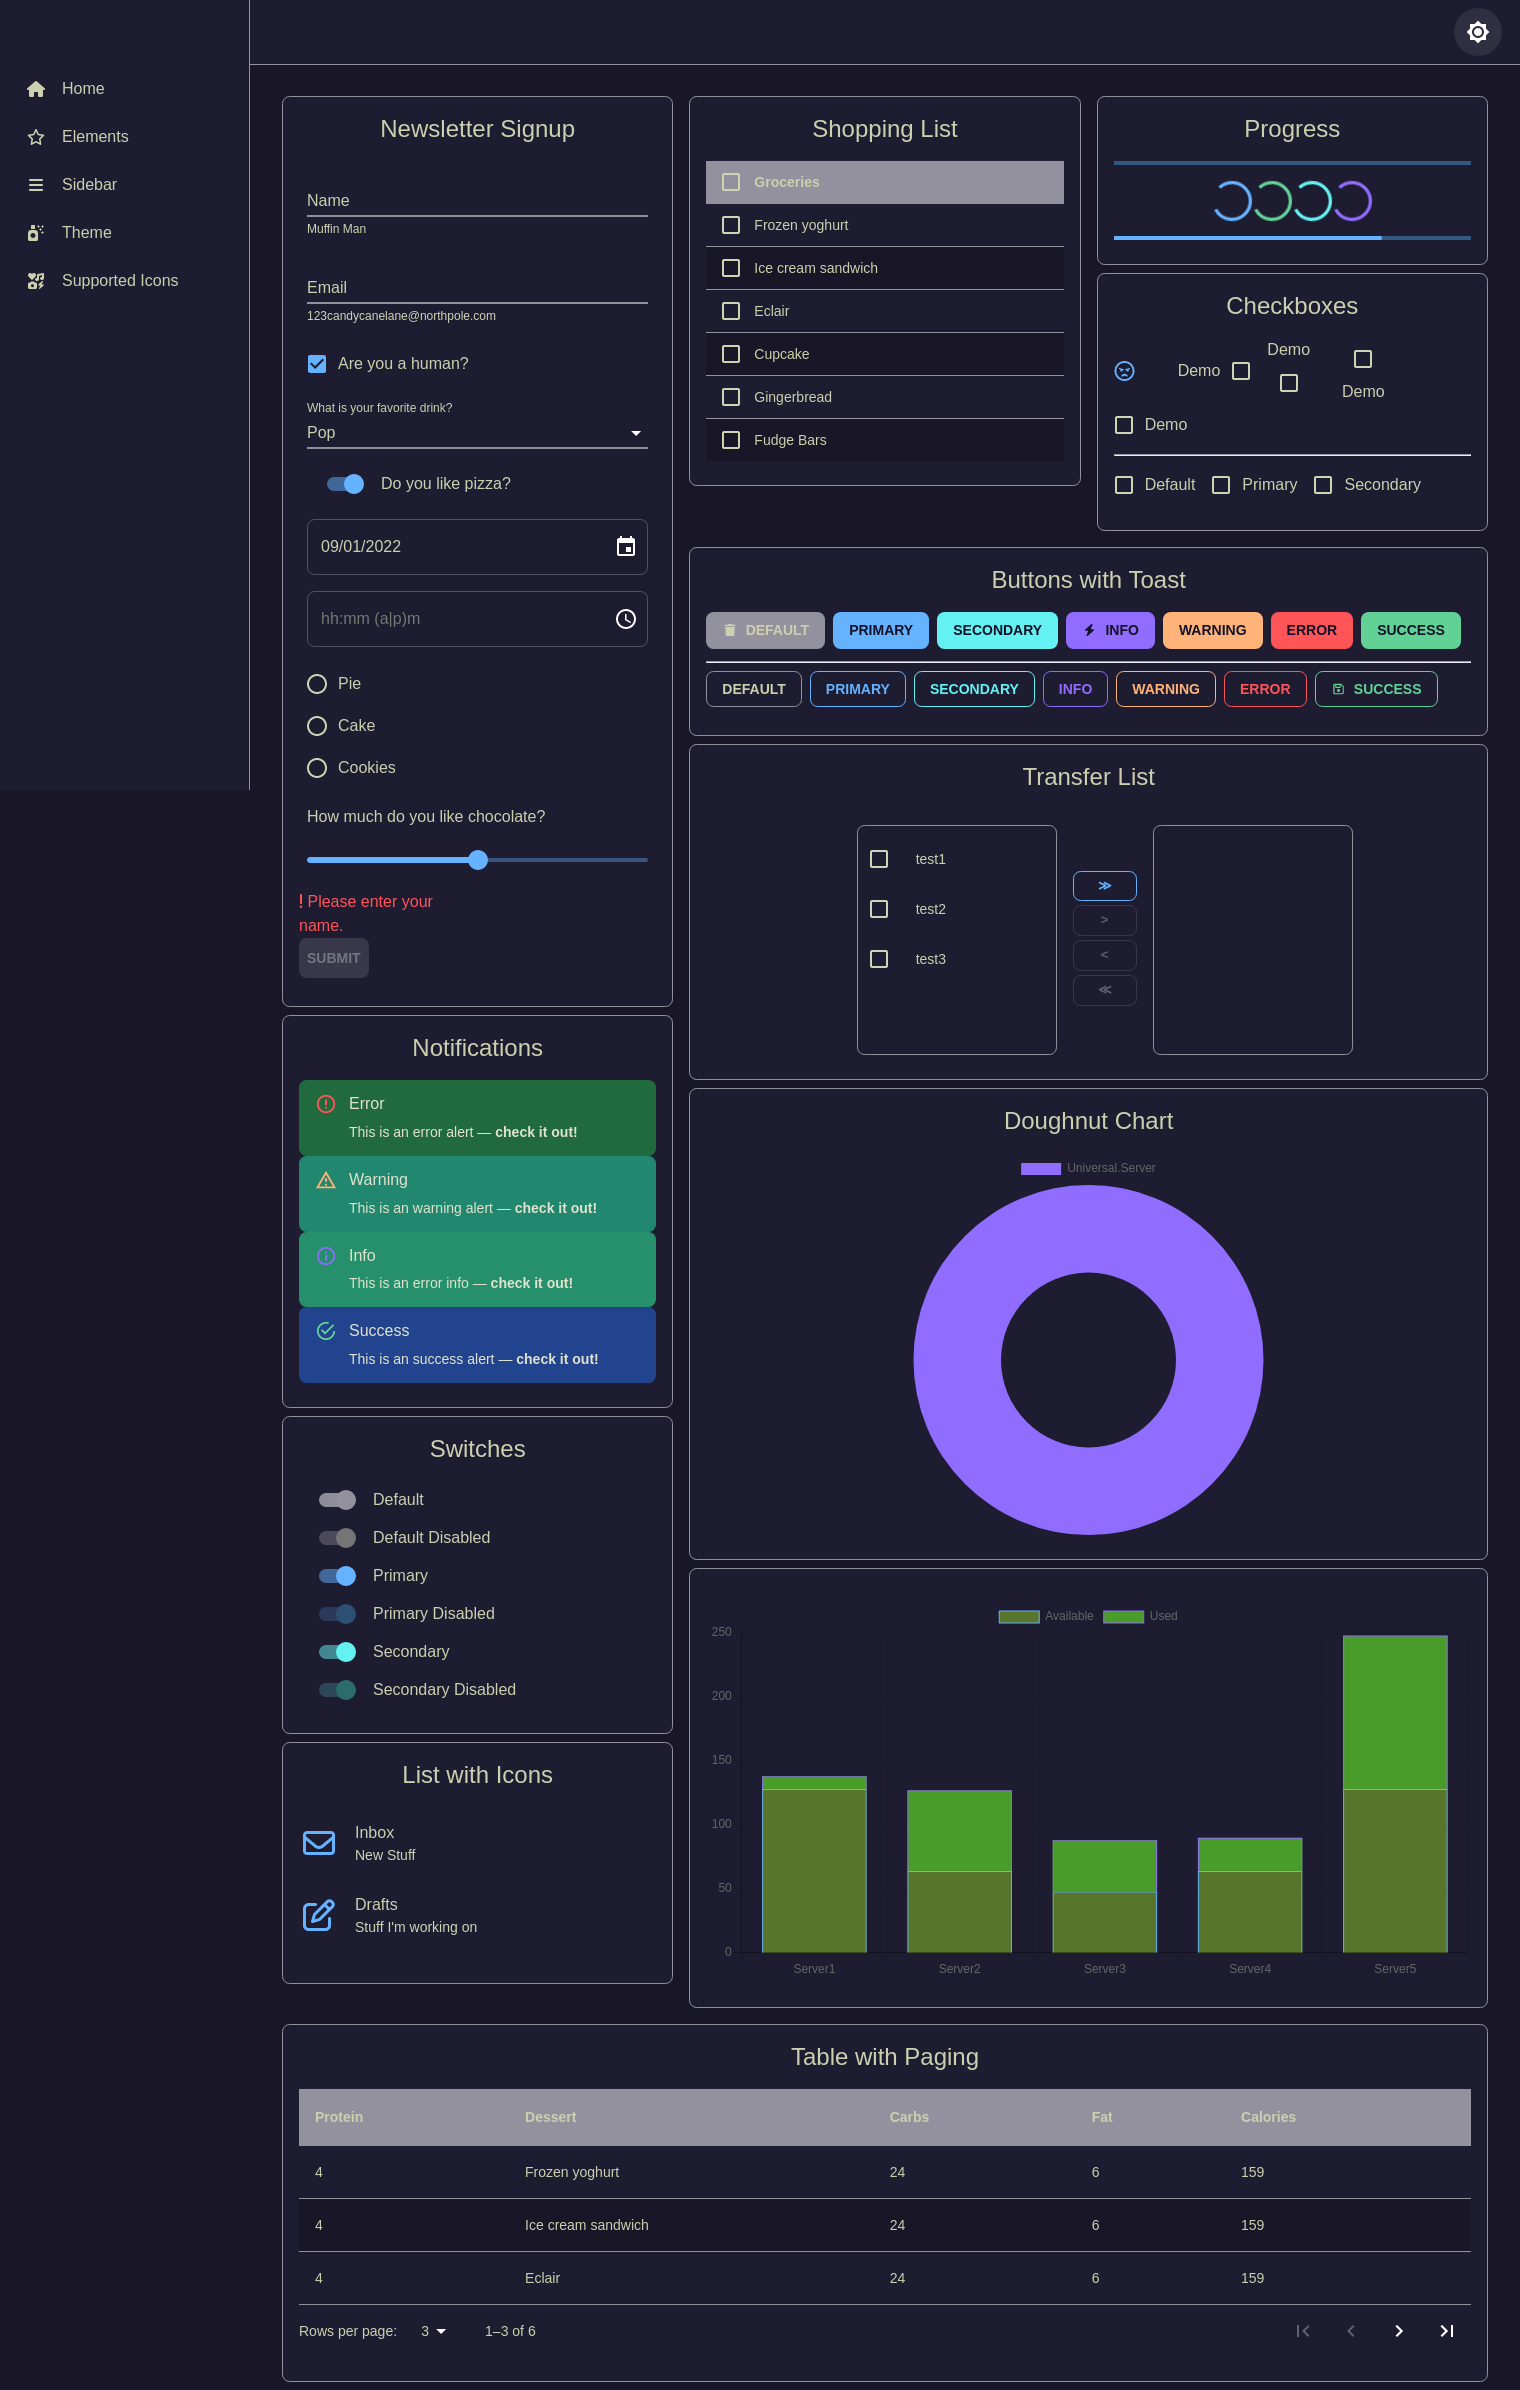 Home
Elements
Sidebar
Theme
Supported Icons
Newsletter Signup
Name
Muffin Man
Email
123candycanelane@northpole.com
Are you a human?
What is your favorite drink?
Pop
Do you like pizza?
09/01/2022
hh:mm (a|p)m
Pie
Cake
Cookies
How much do you like chocolate?
! Please enter your
name.
SUBMIT
Notifications
Error
This is an error alert — check it out!
Warning
This is an warning alert — check it out!
Info
This is an error info — check it out!
Success
This is an success alert — check it out!
Switches
Default
Default Disabled
Primary
Primary Disabled
Secondary
Secondary Disabled
List with Icons
Inbox
New Stuff
Drafts
Stuff I'm working on
Shopping List
Groceries
Frozen yoghurt
Ice cream sandwich
Eclair
Cupcake
Gingerbread
Fudge Bars
Progress
Checkboxes
Demo
Demo
Demo
Demo
Default Primary Secondary
Buttons with Toast
DEFAULT PRIMARY SECONDARY INFO WARNING ERROR SUCCESS
DEFAULT PRIMARY SECONDARY INFO WARNING ERROR SUCCESS
Transfer List
test1
test2
test3
≫
>
<
≪
Doughnut Chart
Universal.Server
Available Used
250
200
150
100
50
0
Server1 Server2 Server3 Server4 Server5
Table with Paging
Protein Dessert Carbs Fat Calories
4 Frozen yoghurt 24 6 159
4 Ice cream sandwich 24 6 159
4 Eclair 24 6 159
Rows per page: 3 1–3 of 6